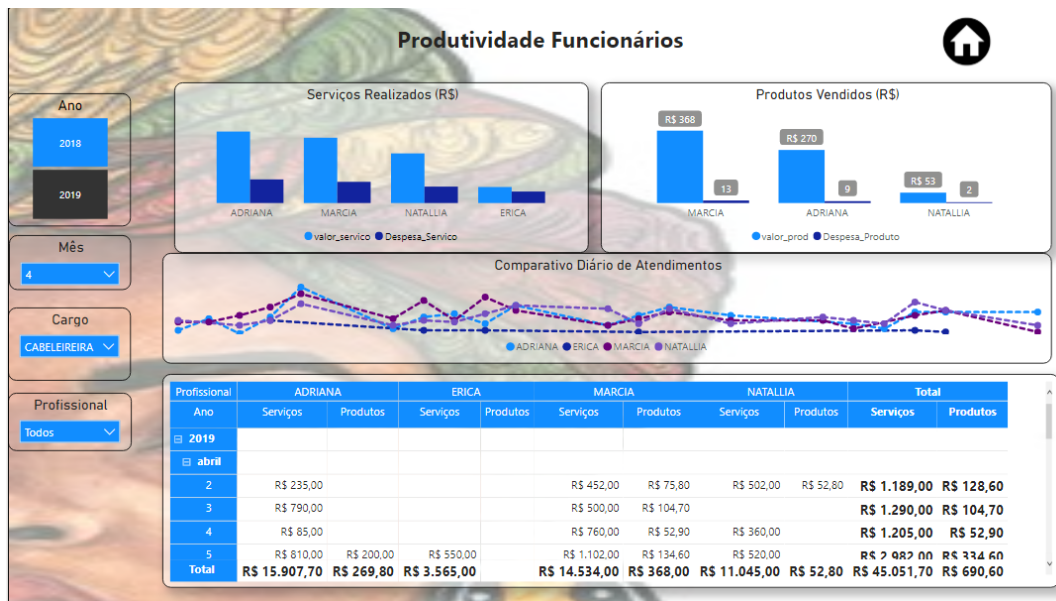 Produtividade Funcionários
Ano
2018
2019
Mês
4
Cargo
CABELEIREIRA
Profissional
Todos
Serviços Realizados (R$)
ADRIANA MARCIA NATALLIA ERICA
valor_servico Despesa_Servico
Produtos Vendidos (R$)
R$ 368 13 R$ 270 9 R$ 53 2
MARCIA ADRIANA NATALLIA
valor_prod Despesa_Produto
Comparativo Diário de Atendimentos
ADRIANA ERICA MARCIA NATALLIA
Profissional ADRIANA ERICA MARCIA NATALLIA Total
Ano Serviços Produtos Serviços Produtos Serviços Produtos Serviços Produtos Serviços Produtos
2019
abril
2 R$ 235,00 R$ 452,00 R$ 75,80 R$ 502,00 R$ 52,80 R$ 1.189,00 R$ 128,60
3 R$ 790,00 R$ 500,00 R$ 104,70 R$ 1.290,00 R$ 104,70
4 R$ 85,00 R$ 760,00 R$ 52,90 R$ 360,00 R$ 1.205,00 R$ 52,90
5 R$ 810,00 R$ 200,00 R$ 550,00 R$ 1.102,00 R$ 134,60 R$ 520,00 R$ 2.982,00 R$ 334,60
Total R$ 15.907,70 R$ 269,80 R$ 3.565,00 R$ 14.534,00 R$ 368,00 R$ 11.045,00 R$ 52,80 R$ 45.051,70 R$ 690,60